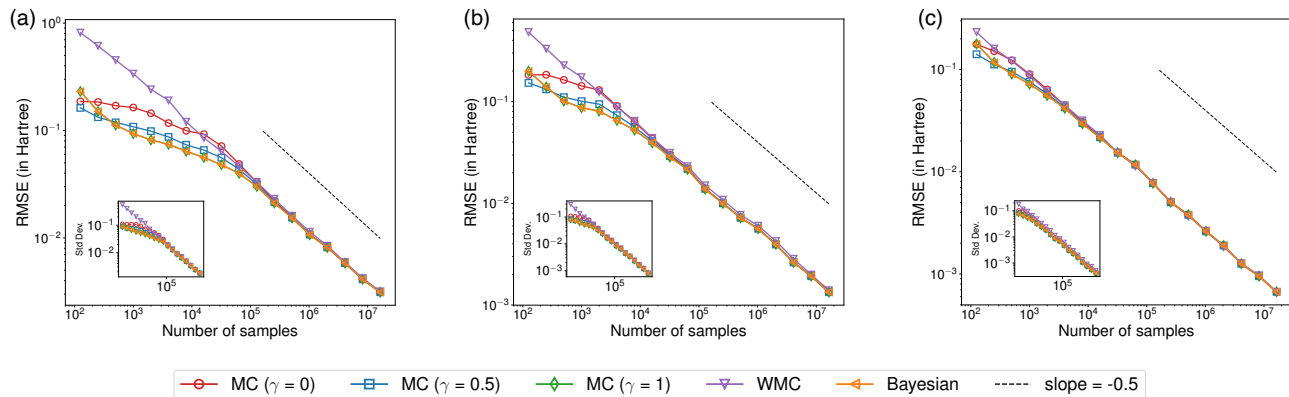 (a)
RMSE (in Hartree)
10⁰
10⁻¹
10⁻²
Std Dev.
10⁻¹
10⁻²
10⁵
10² 10³ 10⁴ 10⁵ 10⁶ 10⁷
Number of samples
(b)
RMSE (in Hartree)
10⁻¹
10⁻²
10⁻³
Std Dev.
10⁻¹
10⁻²
10⁻³
10⁵
10² 10³ 10⁴ 10⁵ 10⁶ 10⁷
Number of samples
(c)
RMSE (in Hartree)
10⁻¹
10⁻²
10⁻³
Std Dev.
10⁻¹
10⁻²
10⁻³
10⁵
10² 10³ 10⁴ 10⁵ 10⁶ 10⁷
Number of samples
MC (γ = 0) MC (γ = 0.5) MC (γ = 1) WMC Bayesian slope = -0.5